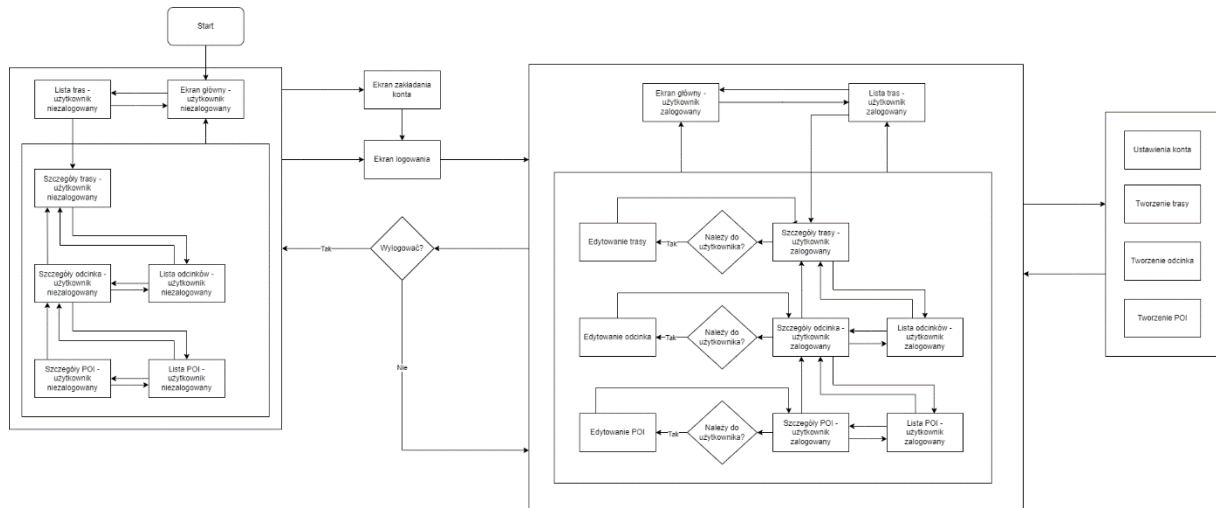 Start
Lista tras -
użytkownik
niezalogowany
Ekran główny -
użytkownik
niezalogowany
Szczegóły trasy -
użytkownik
niezalogowany
Szczegóły odcinka -
użytkownik
niezalogowany
Lista odcinków -
użytkownik
niezalogowany
Szczegóły POI -
użytkownik
niezalogowany
Lista POI -
użytkownik
niezalogowany
Ekran zakładania
konta
Ekran logowania
Wylogować?
Tak
Nie
Ekran główny -
użytkownik
zalogowany
Lista tras -
użytkownik
zalogowany
Edytowanie trasy
Tak
Należy do
użytkownika?
Szczegóły trasy -
użytkownik
zalogowany
Edytowanie odcinka
Tak
Należy do
użytkownika?
Szczegóły odcinka -
użytkownik
zalogowany
Lista odcinków -
użytkownik
zalogowany
Edytowanie POI
Tak
Należy do
użytkownika?
Szczegóły POI -
użytkownik
zalogowany
Lista POI -
użytkownik
zalogowany
Ustawienia konta
Tworzenie trasy
Tworzenie odcinka
Tworzenie POI